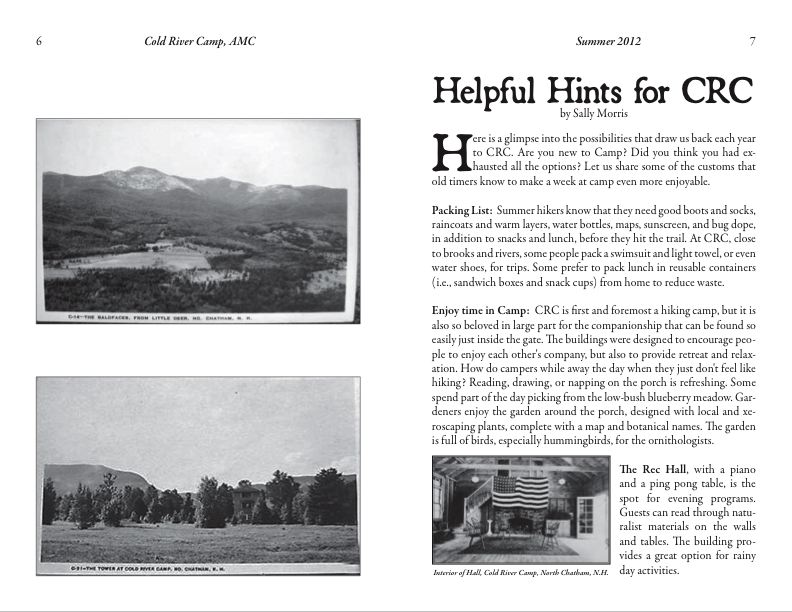 6
Cold River Camp, AMC
C-14—THE BALDFACES, FROM LITTLE DEER, NO. CHATHAM, N. H.
C-21—THE TOWER AT COLD RIVER CAMP, NO. CHATHAM, N. H.
Summer 2012
7
Helpful Hints for CRC
by Sally Morris
Here is a glimpse into the possibilities that draw us back each year
to CRC. Are you new to Camp? Did you think you had ex-
hausted all the options? Let us share some of the customs that
old timers know to make a week at camp even more enjoyable.
Packing List: Summer hikers know that they need good boots and socks,
raincoats and warm layers, water bottles, maps, sunscreen, and bug dope,
in addition to snacks and lunch, before they hit the trail. At CRC, close
to brooks and rivers, some people pack a swimsuit and light towel, or even
water shoes, for trips. Some prefer to pack lunch in reusable containers
(i.e., sandwich boxes and snack cups) from home to reduce waste.
Enjoy time in Camp: CRC is first and foremost a hiking camp, but it is
also so beloved in large part for the companionship that can be found so
easily just inside the gate. The buildings were designed to encourage peo-
ple to enjoy each other's company, but also to provide retreat and relax-
ation. How do campers while away the day when they just don't feel like
hiking? Reading, drawing, or napping on the porch is refreshing. Some
spend part of the day picking from the low-bush blueberry meadow. Gar-
deners enjoy the garden around the porch, designed with local and xe-
roscaping plants, complete with a map and botanical names. The garden
is full of birds, especially hummingbirds, for the ornithologists.
Interior of Hall, Cold River Camp, North Chatham, N.H.
The Rec Hall, with a piano
and a ping pong table, is the
spot for evening programs.
Guests can read through natu-
ralist materials on the walls
and tables. The building pro-
vides a great option for rainy
day activities.